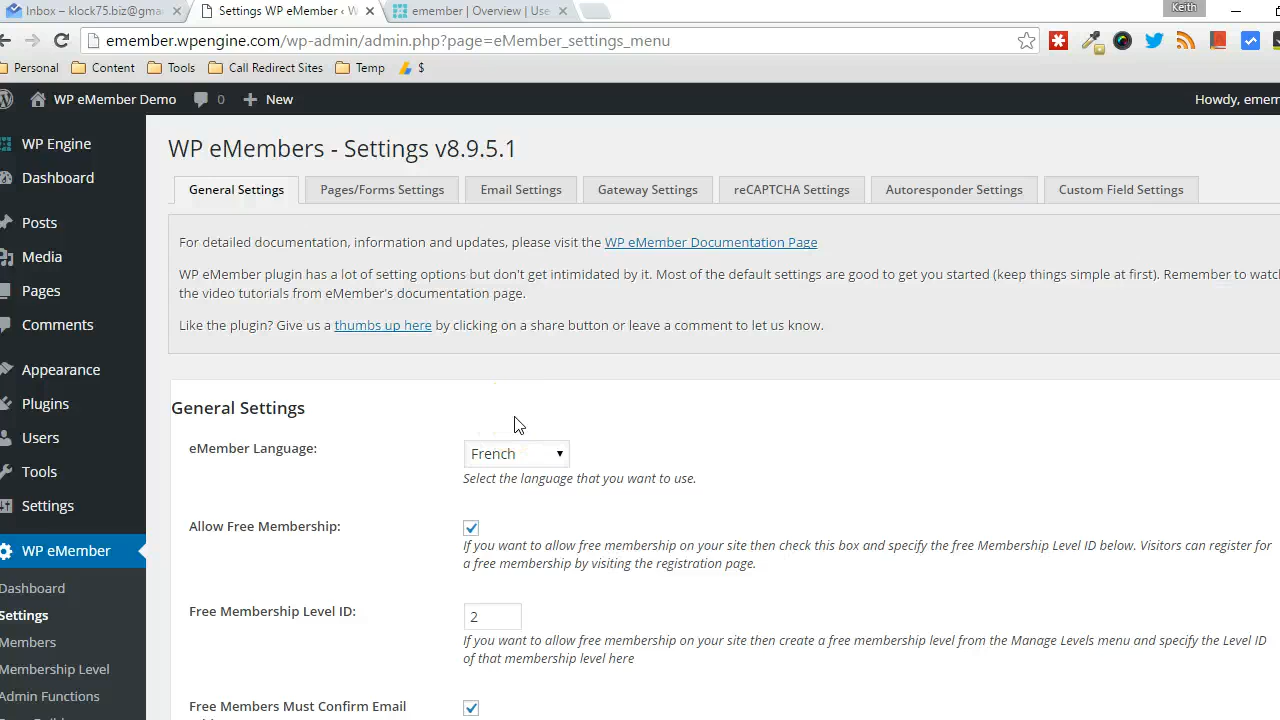 Inbox – klock75.biz@gma
Settings WP eMember ‹ W
emember | Overview | Use
Keith
emember.wpengine.com/wp-admin/admin.php?page=eMember_settings_menu
Personal
Content
Tools
Call Redirect Sites
Temp
$
WP eMember Demo
0
New
Howdy, emem
WP Engine
Dashboard
Posts
Media
Pages
Comments
Appearance
Plugins
Users
Tools
Settings
WP eMember
Dashboard
Settings
Members
Membership Level
Admin Functions
WP eMembers - Settings v8.9.5.1
General Settings
Pages/Forms Settings
Email Settings
Gateway Settings
reCAPTCHA Settings
Autoresponder Settings
Custom Field Settings
For detailed documentation, information and updates, please visit the WP eMember Documentation Page
WP eMember plugin has a lot of setting options but don't get intimidated by it. Most of the default settings are good to get you started (keep things simple at first). Remember to watch
the video tutorials from eMember's documentation page.
Like the plugin? Give us a thumbs up here by clicking on a share button or leave a comment to let us know.
General Settings
eMember Language:
French
Select the language that you want to use.
Allow Free Membership:
If you want to allow free membership on your site then check this box and specify the free Membership Level ID below. Visitors can register for
a free membership by visiting the registration page.
Free Membership Level ID:
2
If you want to allow free membership on your site then create a free membership level from the Manage Levels menu and specify the Level ID
of that membership level here
Free Members Must Confirm Email